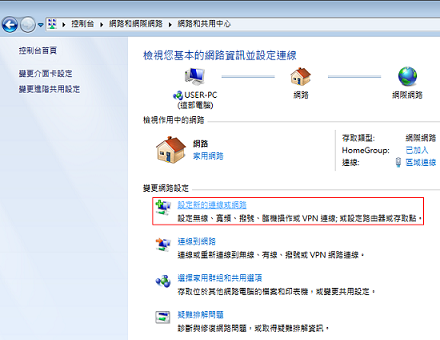 控制台 ▸ 網路和網際網路 ▸ 網路和共用中心
控制台首頁
變更介面卡設定
變更進階共用設定
檢視您基本的網路資訊並設定連線
USER-PC
(這部電腦)
網路
網際網路
檢視作用中的網路
網路
家用網路
存取類型: 網際網路
HomeGroup: 已加入
連線: 區域連線
變更網路設定
設定新的連線或網路
設定無線、寬頻、撥號、臨機操作或 VPN 連線; 或設定路由器或存取點。
連線到網路
連線或重新連線到無線、有線、撥號或 VPN 網路連線。
選擇家用群組和共用選項
存取位於其他網路電腦的檔案和印表機，或變更共用設定。
疑難排解問題
診斷與修復網路問題，或取得疑難排解資訊。